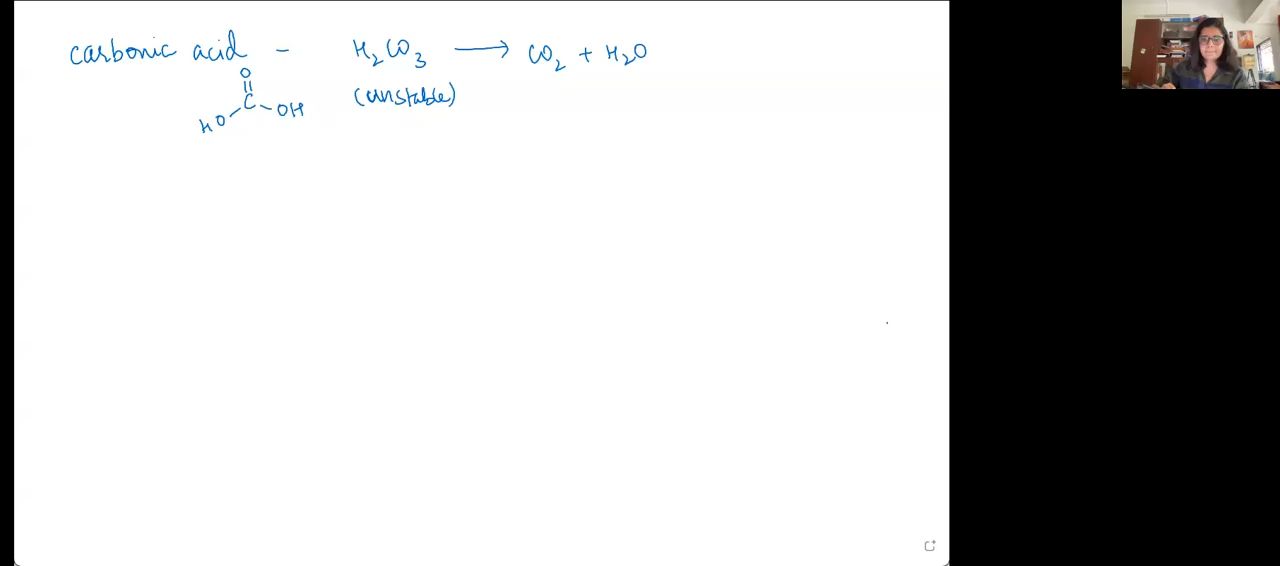 carbonic acid - H₂CO₃ ⟶ CO₂ + H₂O
O
||
C
HO OH (unstable)